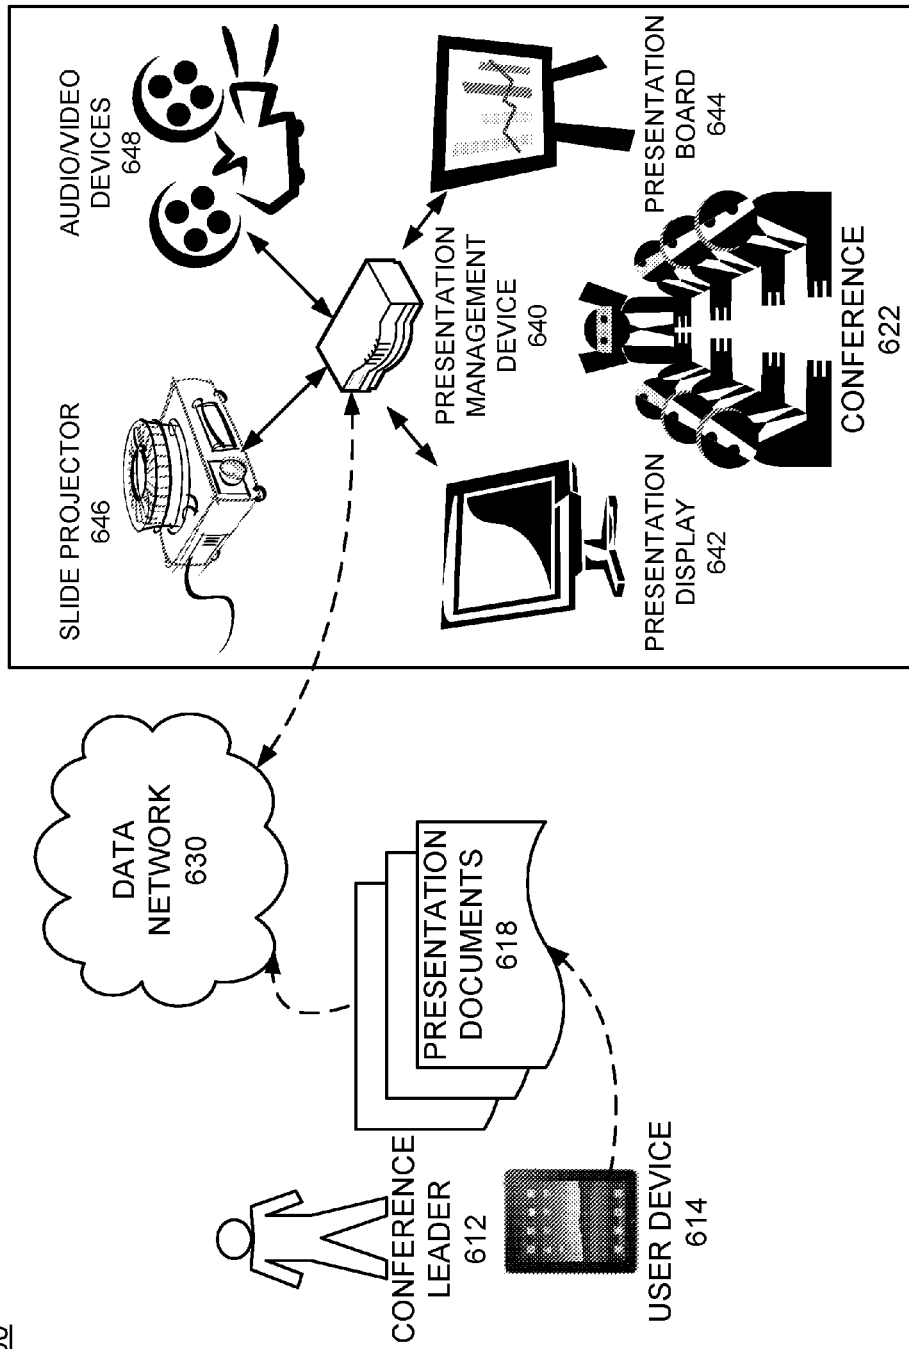 SLIDE PROJECTOR
646
AUDIO/VIDEO
DEVICES
648
DATA
NETWORK
630
PRESENTATION
MANAGEMENT
DEVICE
640
PRESENTATION
DISPLAY
642
PRESENTATION
BOARD
644
CONFERENCE
622
CONFERENCE
LEADER
612
PRESENTATION
DOCUMENTS
618
USER DEVICE
614